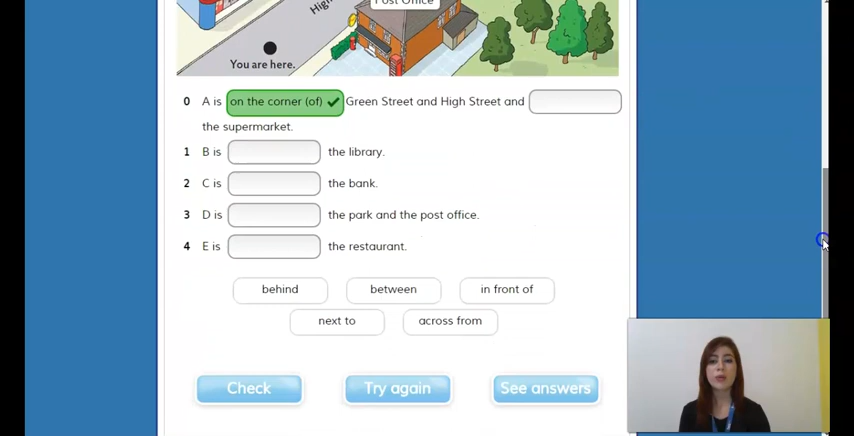 Post Office
High
You are here.
0 A is on the corner (of) ✔ Green Street and High Street and
the supermarket.
1 B is the library.
2 C is the bank.
3 D is the park and the post office.
4 E is the restaurant.
behind between in front of
next to across from
Check Try again See answers